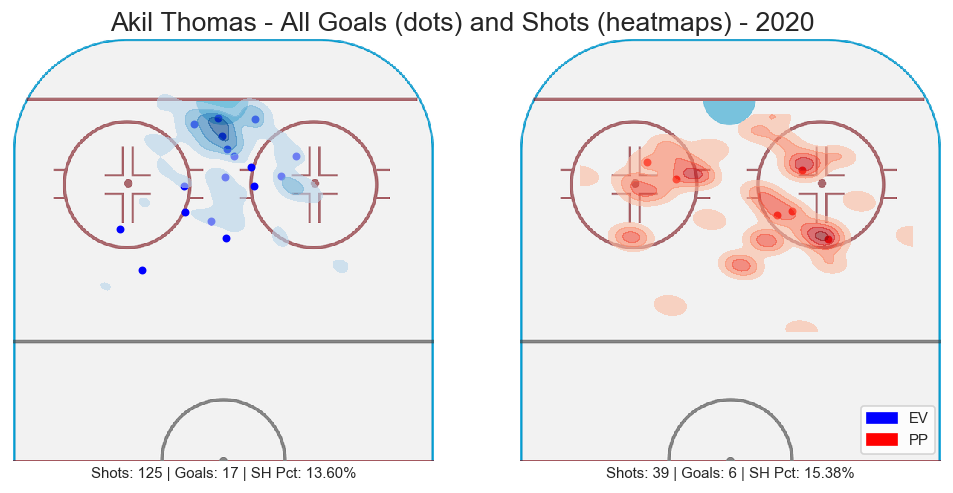 Akil Thomas - All Goals (dots) and Shots (heatmaps) - 2020
EV
PP
Shots: 125 | Goals: 17 | SH Pct: 13.60%
Shots: 39 | Goals: 6 | SH Pct: 15.38%